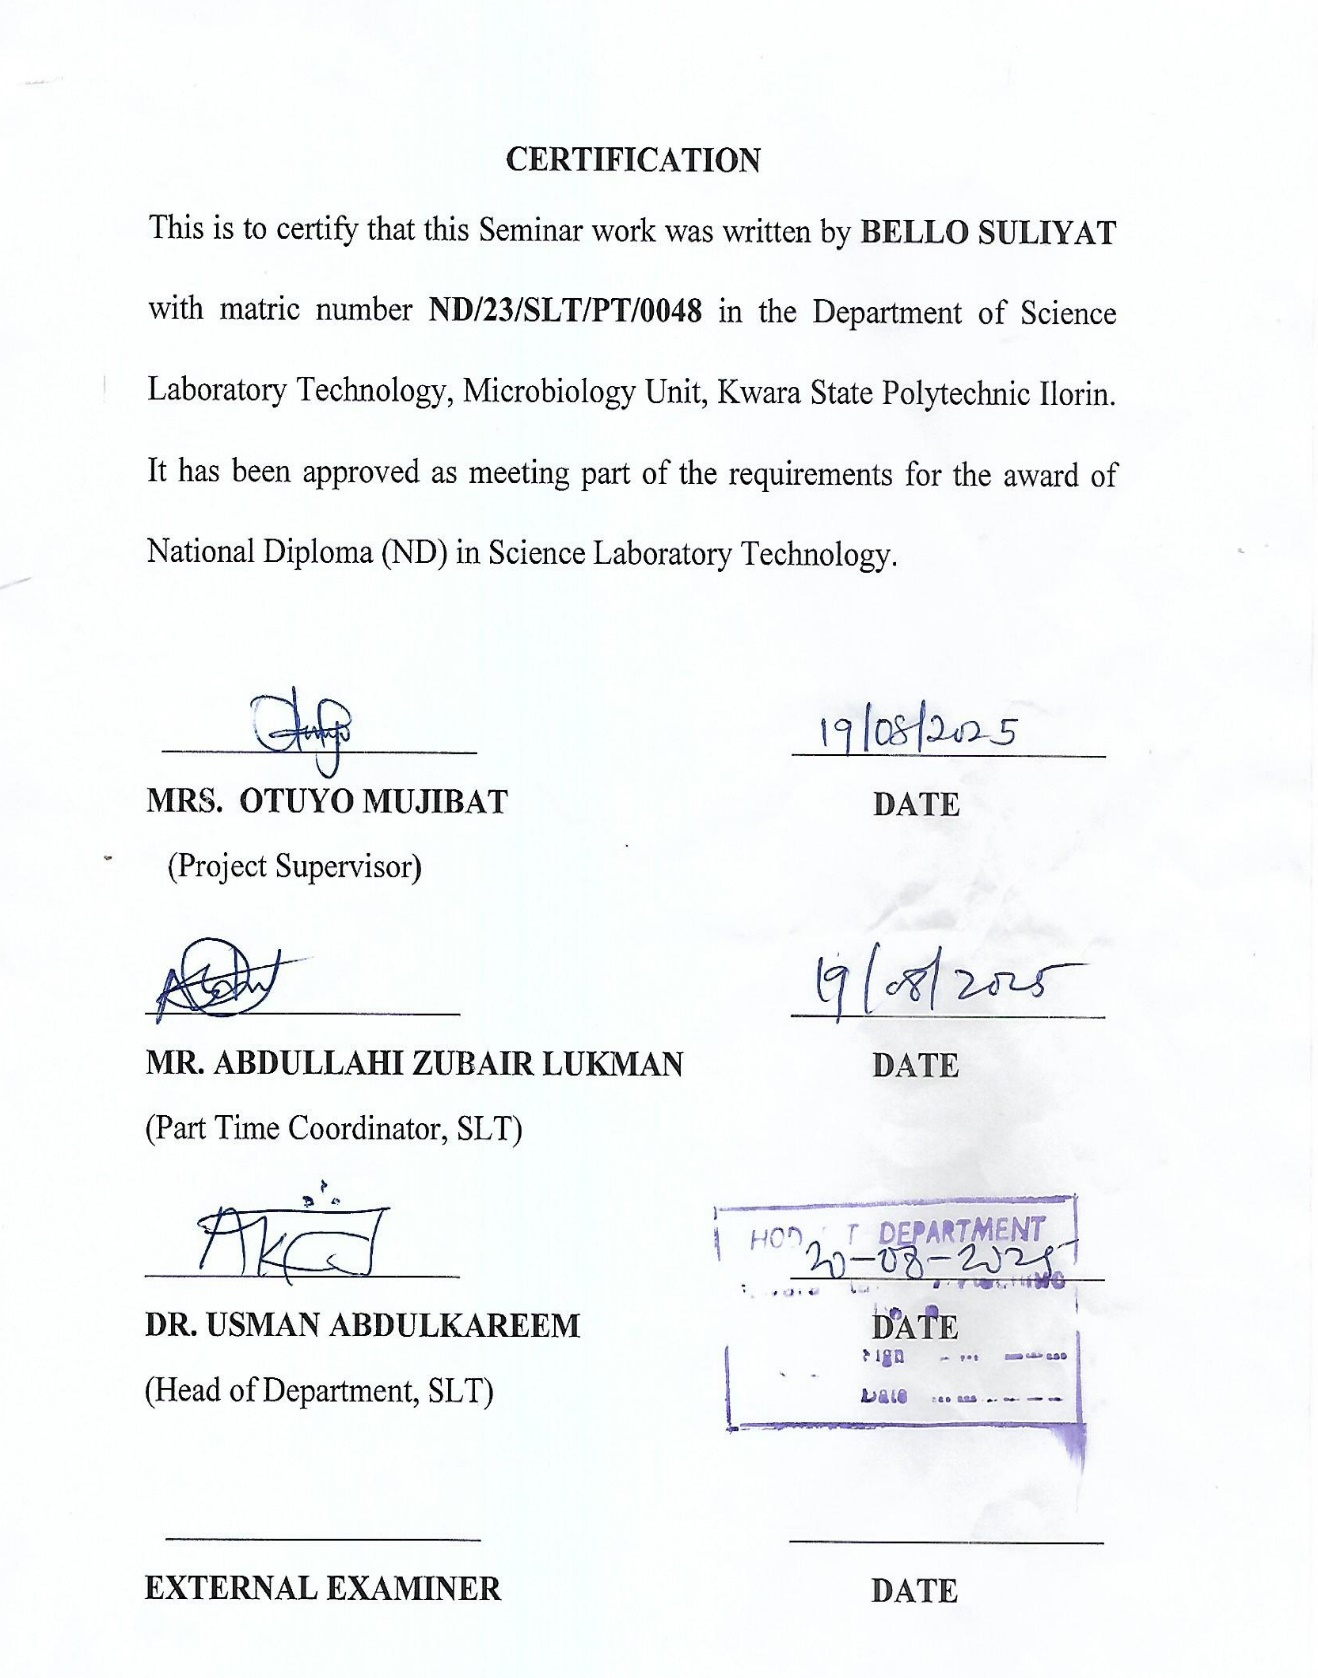 CERTIFICATION
This is to certify that this Seminar work was written by BELLO SULIYAT
with matric number ND/23/SLT/PT/0048 in the Department of Science
Laboratory Technology, Microbiology Unit, Kwara State Polytechnic Ilorin.
It has been approved as meeting part of the requirements for the award of
National Diploma (ND) in Science Laboratory Technology.
19/08/2025
MRS. OTUYO MUJIBAT DATE
(Project Supervisor)
19/08/2025
MR. ABDULLAHI ZUBAIR LUKMAN DATE
(Part Time Coordinator, SLT)
HOD DEPARTMENT
20-08-2025
DR. USMAN ABDULKAREEM DATE
Sign
(Head of Department, SLT) Date
EXTERNAL EXAMINER DATE